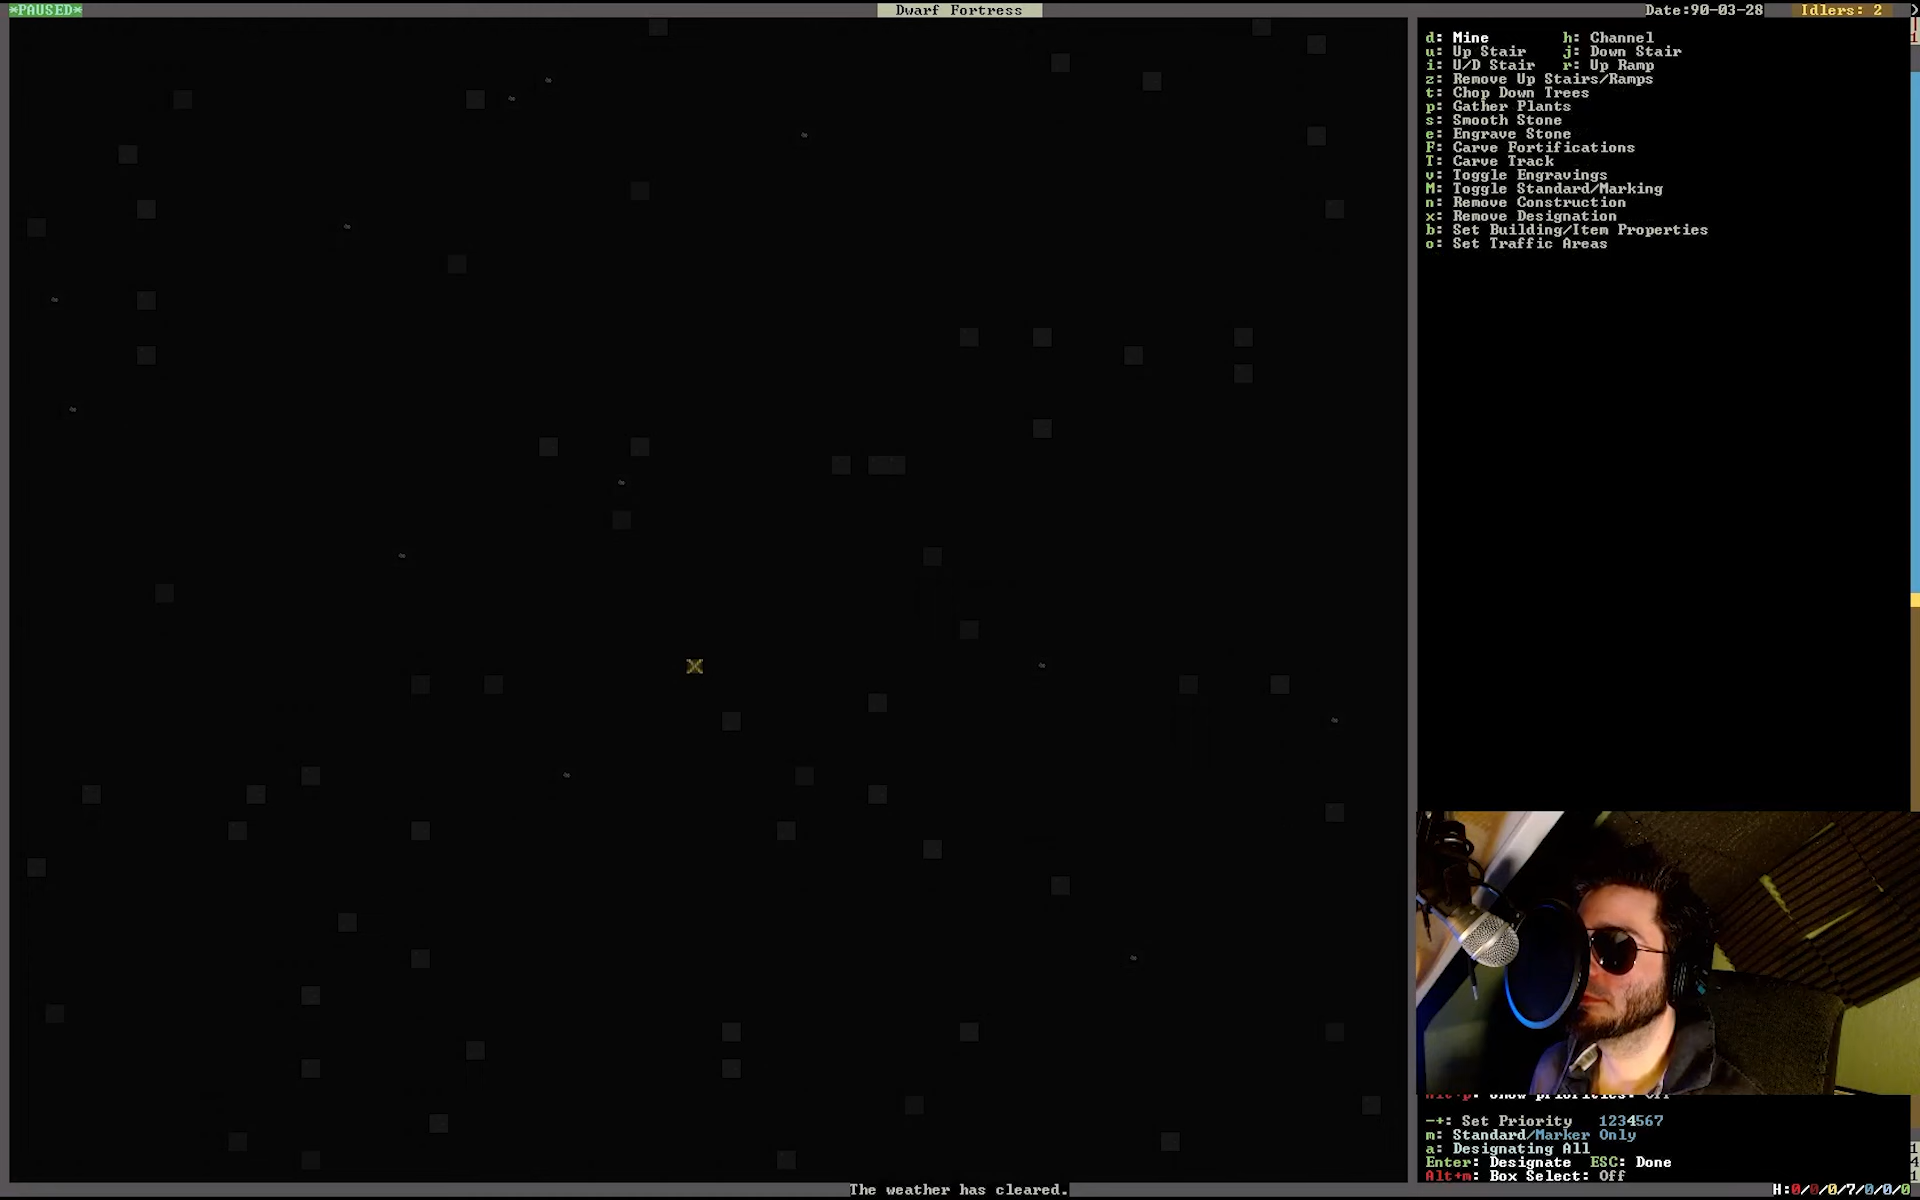 *PAUSED*
Dwarf Fortress
Date:90-03-28
Idlers: 2
d: Mine h: Channel
u: Up Stair j: Down Stair
i: U/D Stair r: Up Ramp
z: Remove Up Stairs/Ramps
t: Chop Down Trees
p: Gather Plants
s: Smooth Stone
e: Engrave Stone
F: Carve Fortifications
T: Carve Track
v: Toggle Engravings
M: Toggle Standard/Marking
n: Remove Construction
x: Remove Designation
b: Set Building/Item Properties
o: Set Traffic Areas
Alt+p: Show priorities: Off
-+: Set Priority 1234567
m: Standard/Marker Only
a: Designating All
Enter: Designate ESC: Done
Alt+m: Box Select: Off
The weather has cleared.
H:0/0/0/7/0/0/0